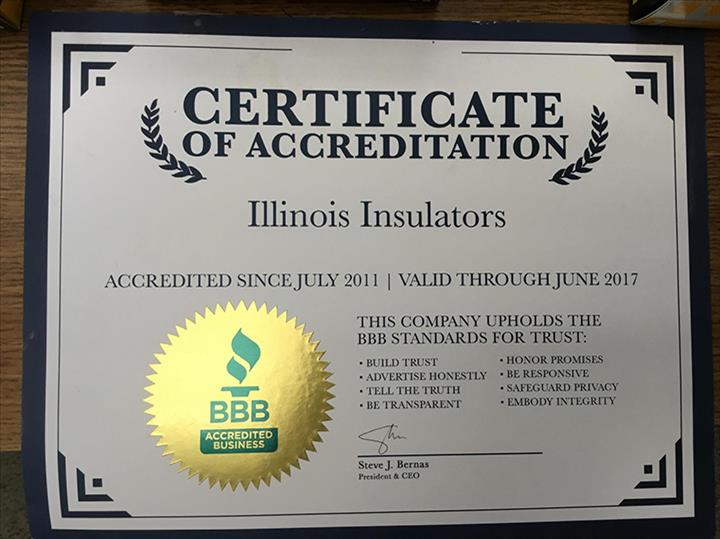 CERTIFICATE
OF ACCREDITATION
Illinois Insulators
ACCREDITED SINCE JULY 2011 | VALID THROUGH JUNE 2017
THIS COMPANY UPHOLDS THE
BBB STANDARDS FOR TRUST:
• BUILD TRUST
• ADVERTISE HONESTLY
• TELL THE TRUTH
• BE TRANSPARENT
• HONOR PROMISES
• BE RESPONSIVE
• SAFEGUARD PRIVACY
• EMBODY INTEGRITY
BBB
ACCREDITED
BUSINESS
Steve J. Bernas
President & CEO